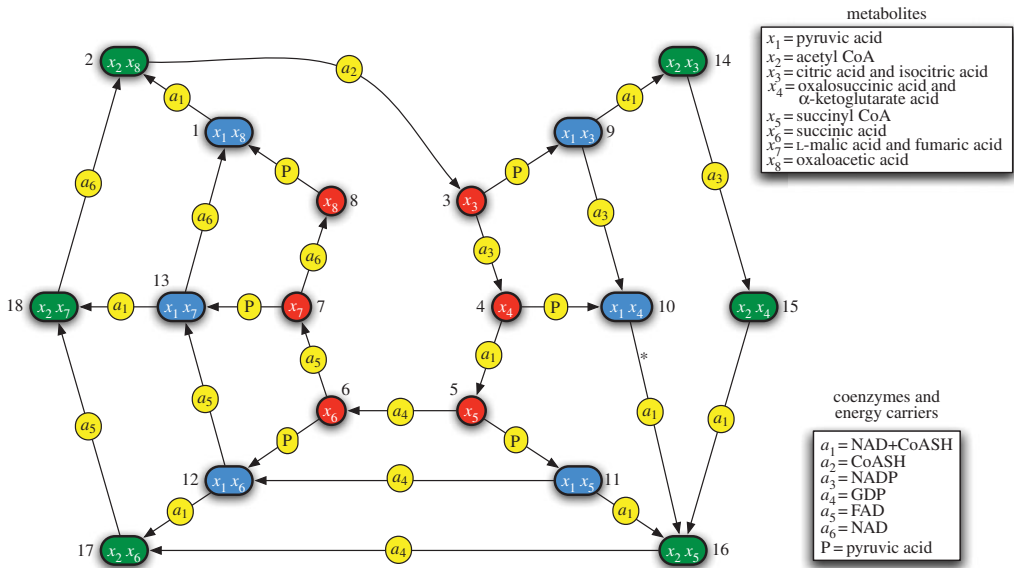 metabolites
x1 = pyruvic acid
x2 = acetyl CoA
x3 = citric acid and isocitric acid
x4 = oxalosuccinic acid and
α-ketoglutarate acid
x5 = succinyl CoA
x6 = succinic acid
x7 = L-malic acid and fumaric acid
x8 = oxaloacetic acid
2 x2 x8
a2
x2 x3 14
a1
a1
1 x1 x8
x1 x3 9
P
P
a6
a3
a3
3 x3
x8 8
a6
a6
a3
13
18 x2 x7
a1
x1 x7
P
x7 7
4 x4
P
x1 x4 10
x2 x4 15
*
a5
a1
6
5
a5
x6
a4
x5
a1
a1
a5
P
P
12 x1 x6
a4
x1 x5 11
a1
a1
17 x2 x6
a4
x2 x5 16
coenzymes and
energy carriers
a1 = NAD+CoASH
a2 = CoASH
a3 = NADP
a4 = GDP
a5 = FAD
a6 = NAD
P = pyruvic acid